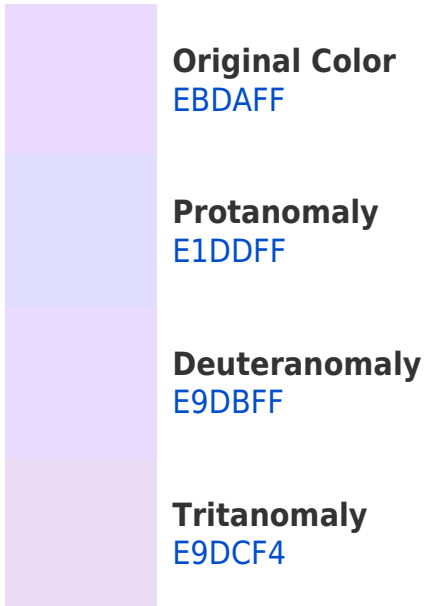 Original Color
EBDAFF
Protanomaly
E1DDFF
Deuteranomaly
E9DBFF
Tritanomaly
E9DCF4